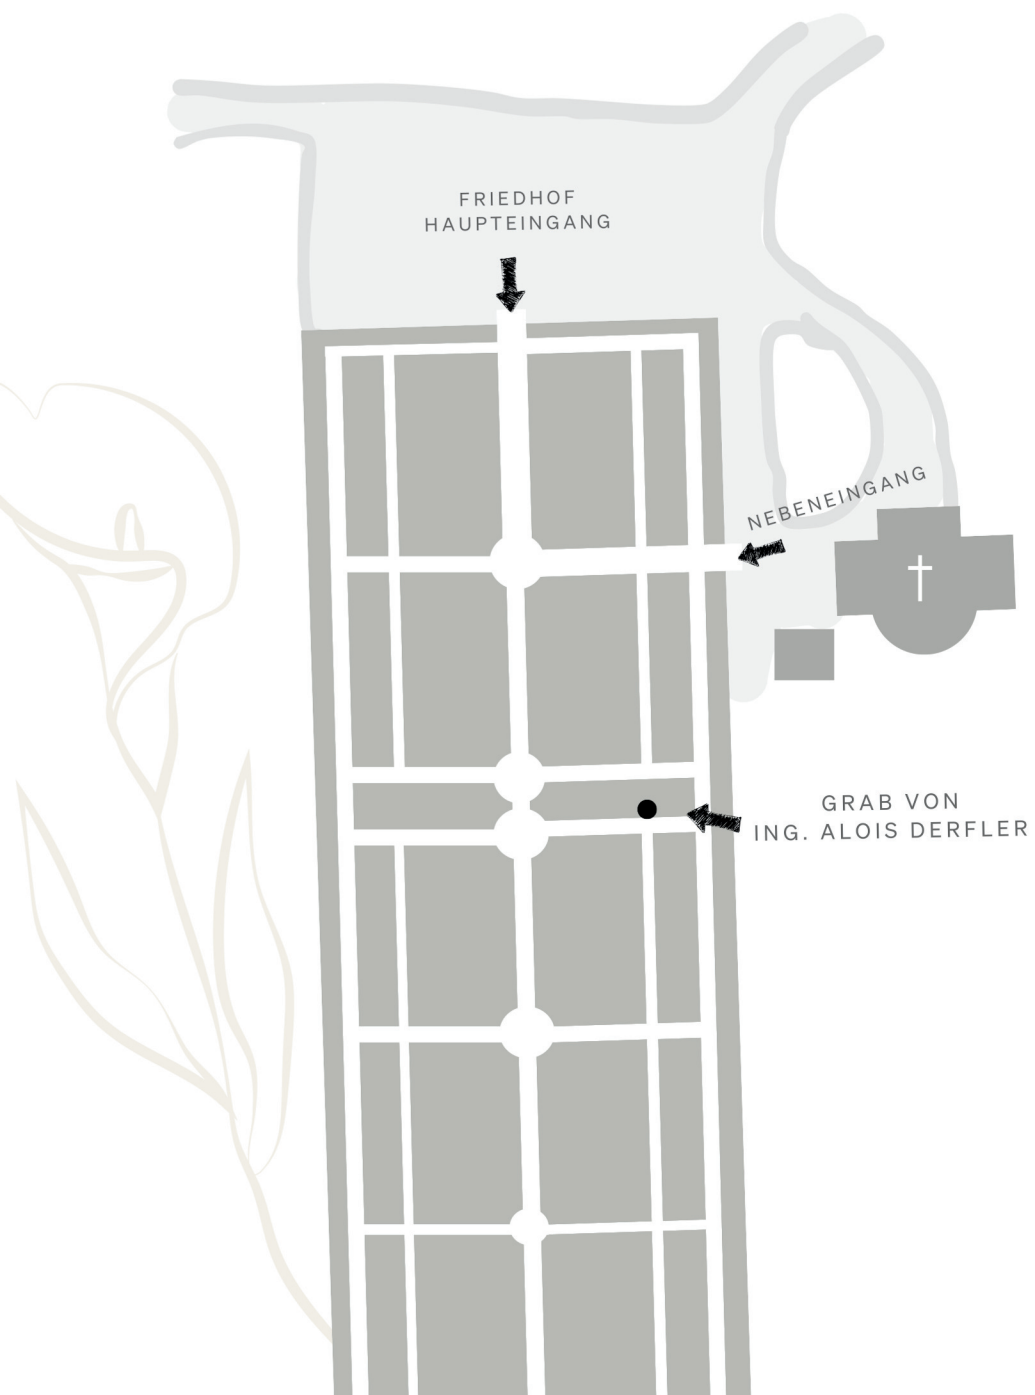 FRIEDHOF
HAUPTEINGANG
NEBENEINGANG
GRAB VON
ING. ALOIS DERFLER